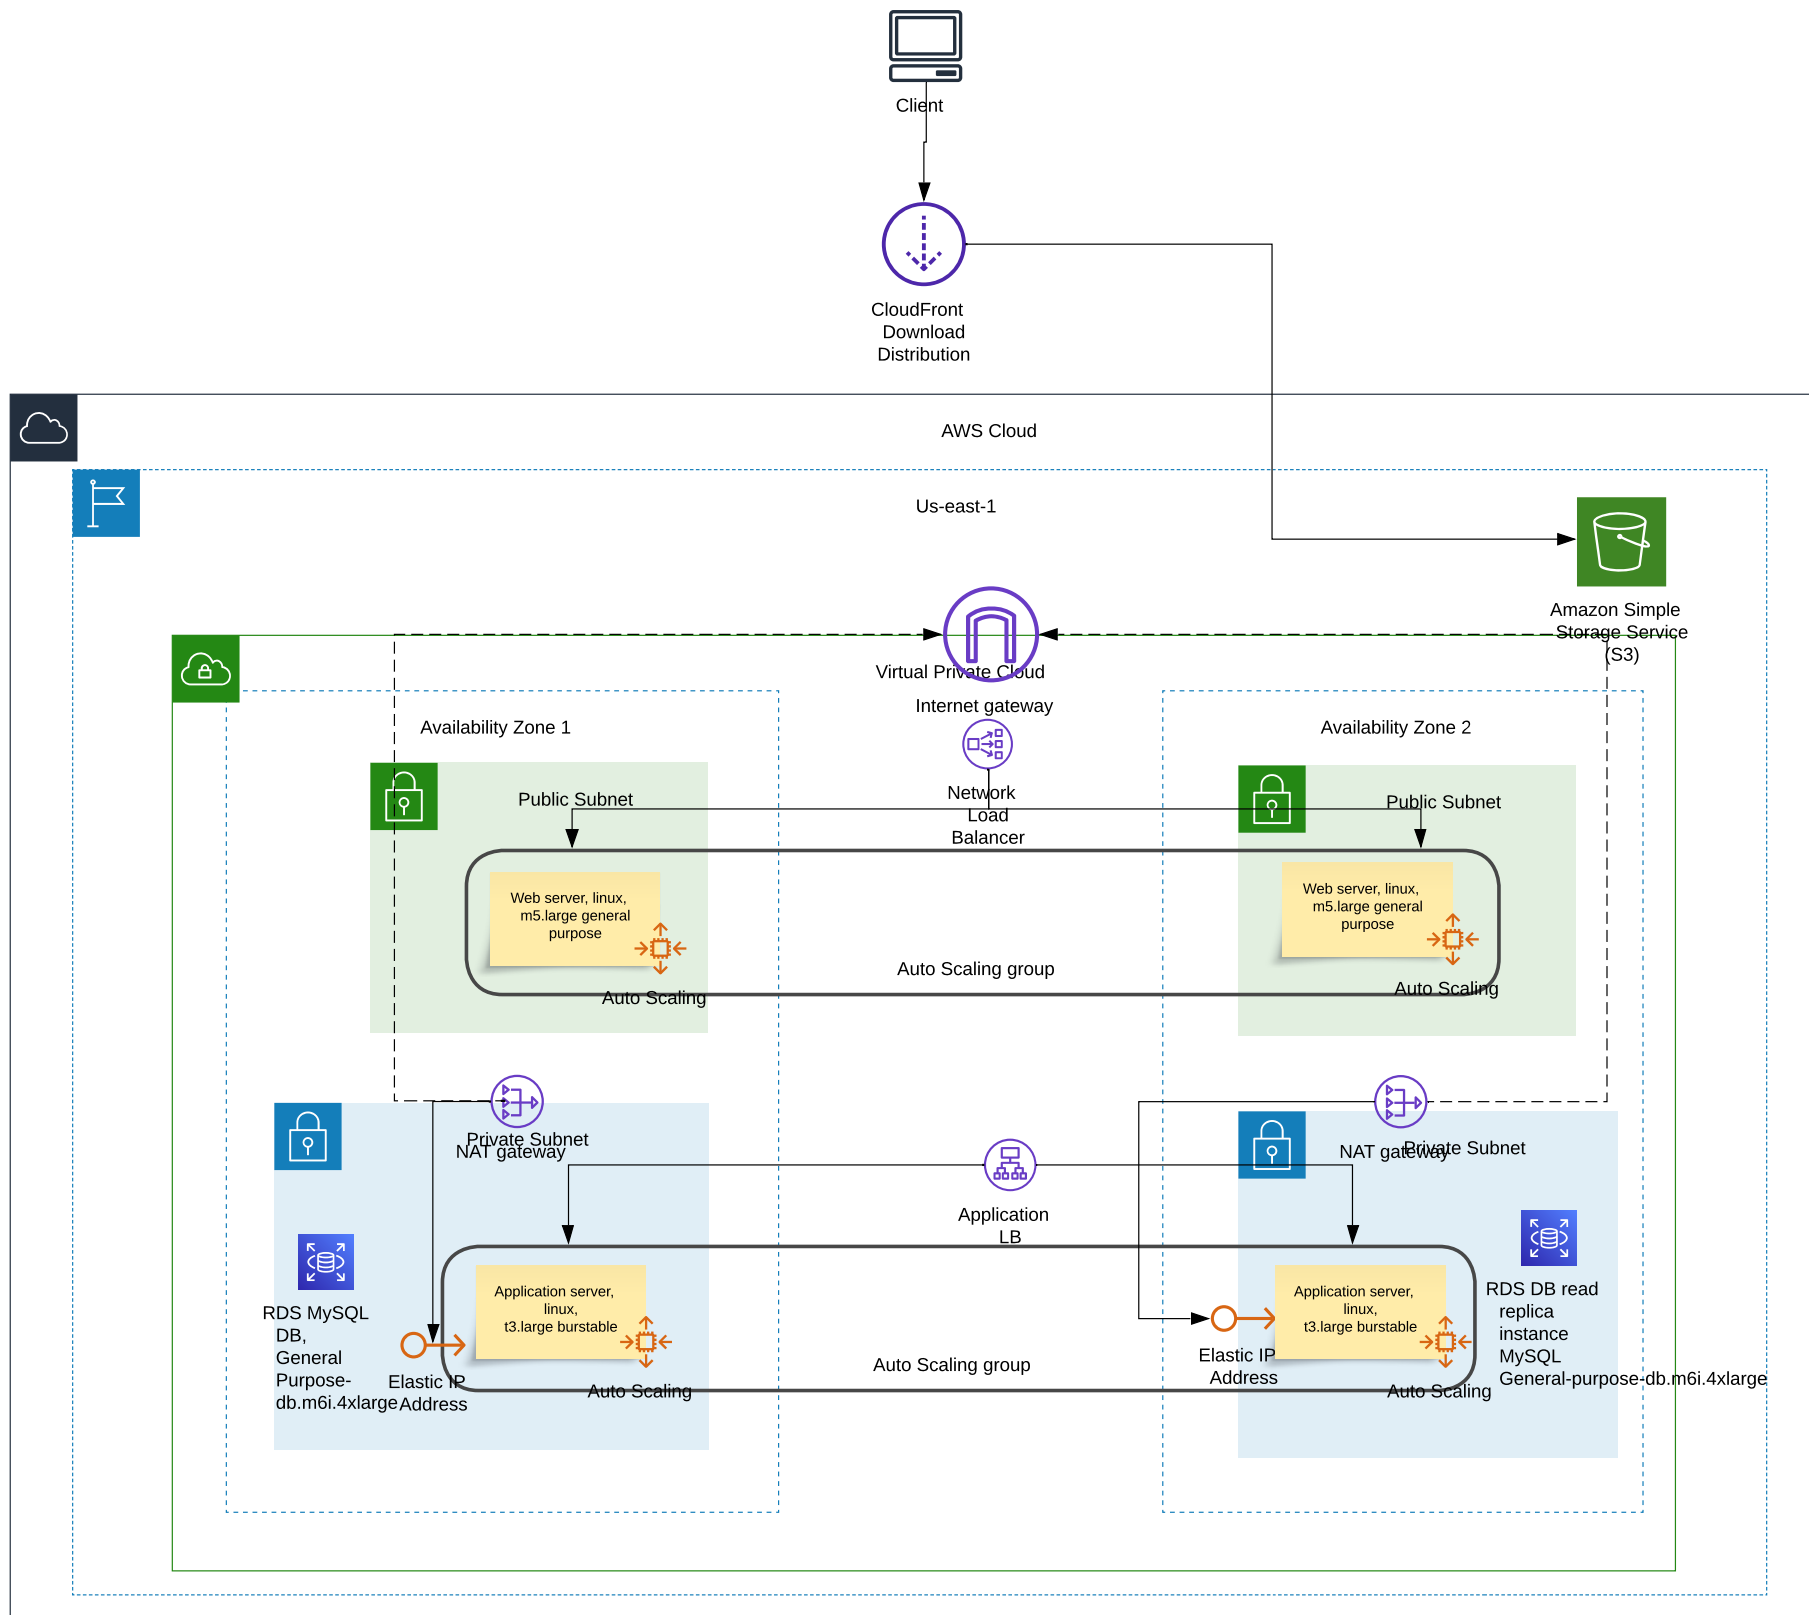 Client
CloudFront
Download
Distribution
AWS Cloud
Us-east-1
Amazon Simple
Storage Service
(S3)
Virtual Private Cloud
Internet gateway
Availability Zone 1
Availability Zone 2
Network
Load
Balancer
Public Subnet
Public Subnet
Web server, linux,
m5.large general
purpose
Web server, linux,
m5.large general
purpose
Auto Scaling group
Auto Scaling
Auto Scaling
Private Subnet
NAT gateway
NAT gateway
Private Subnet
Application
LB
RDS MySQL
DB,
General
Purpose-
db.m6i.4xlarge
Elastic IP
Address
Application server,
linux,
t3.large burstable
Auto Scaling
Auto Scaling group
Elastic IP
Address
Application server,
linux,
t3.large burstable
Auto Scaling
RDS DB read
replica
instance
MySQL
General-purpose-db.m6i.4xlarge